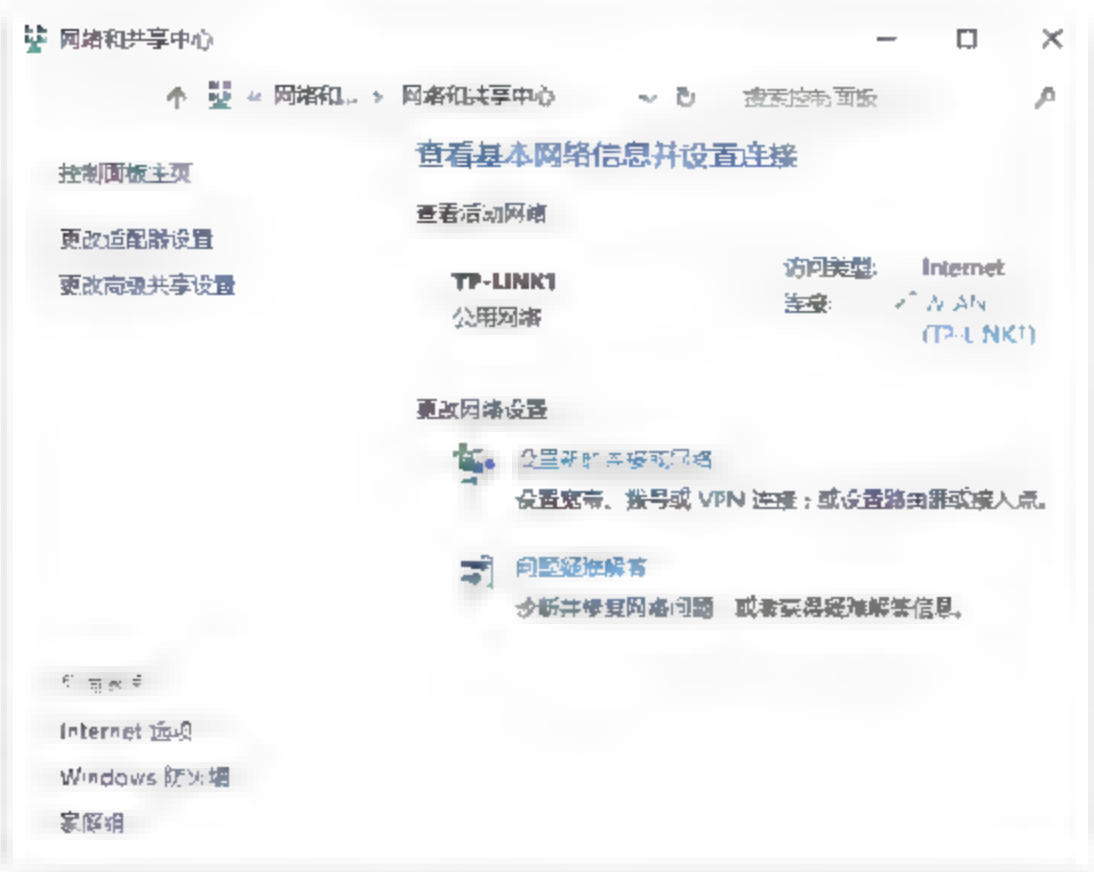 网络和共享中心
« 网络和... › 网络和共享中心
搜索控制面板
控制面板主页
更改适配器设置
更改高级共享设置
查看基本网络信息并设置连接
查看活动网络
TP-LINK1
公用网络
访问类型: Internet
连接: WLAN
(TP-LINK1)
更改网络设置
设置新的连接或网络
设置宽带、拨号或 VPN 连接；或设置路由器或接入点。
问题疑难解答
诊断并修复网络问题，或者获得疑难解答信息。
Internet 选项
Windows 防火墙
家庭组